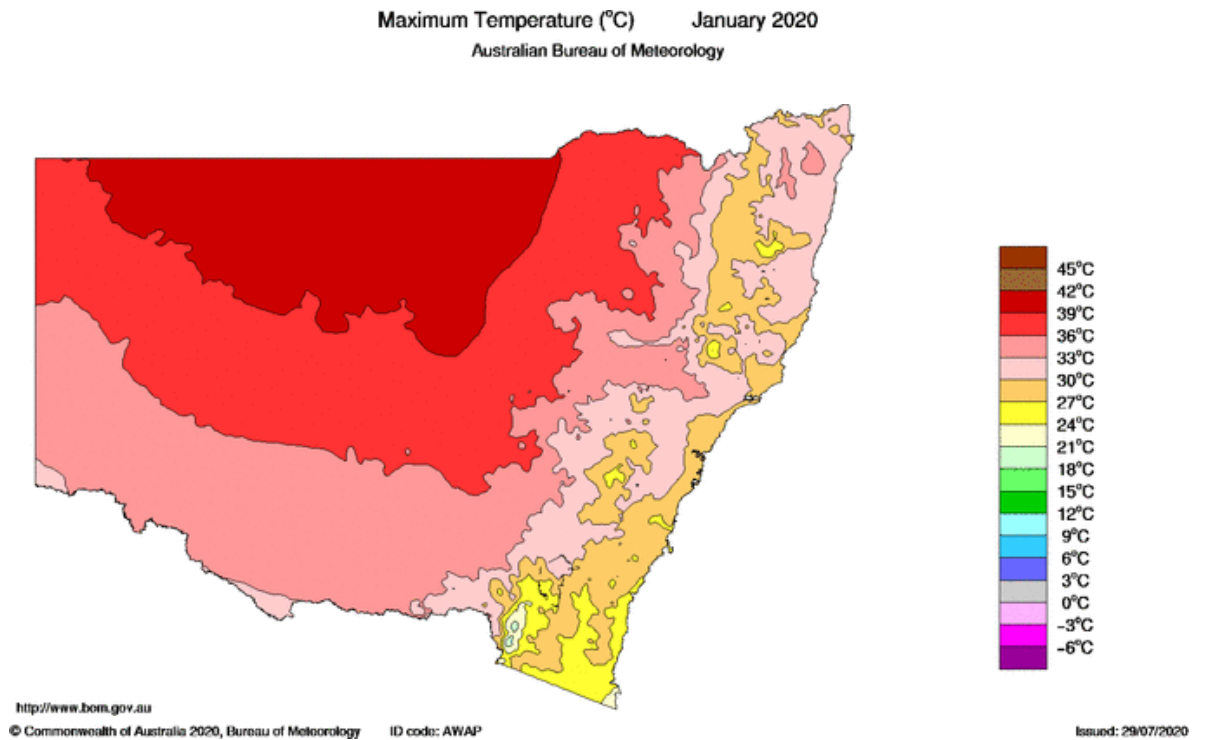 Maximum Temperature (°C) January 2020
Australian Bureau of Meteorology
45°C
42°C
39°C
36°C
33°C
30°C
27°C
24°C
21°C
18°C
15°C
12°C
9°C
6°C
3°C
0°C
-3°C
-6°C
http://www.bom.gov.au
© Commonwealth of Australia 2020, Bureau of Meteorology ID code: AWAP Issued: 29/07/2020